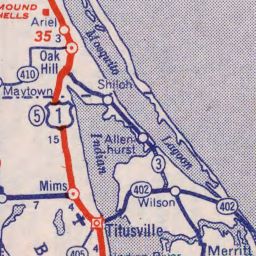 MOUND
HELLS
Ariel
35
3
Oak
Hill
410
Maytown
Mosquito
Lagoon
Shiloh
5
1
15
Indian
Allen-
hurst
3
Mims
7
4
4
402
Wilson
402
Titusville
405
Merritt